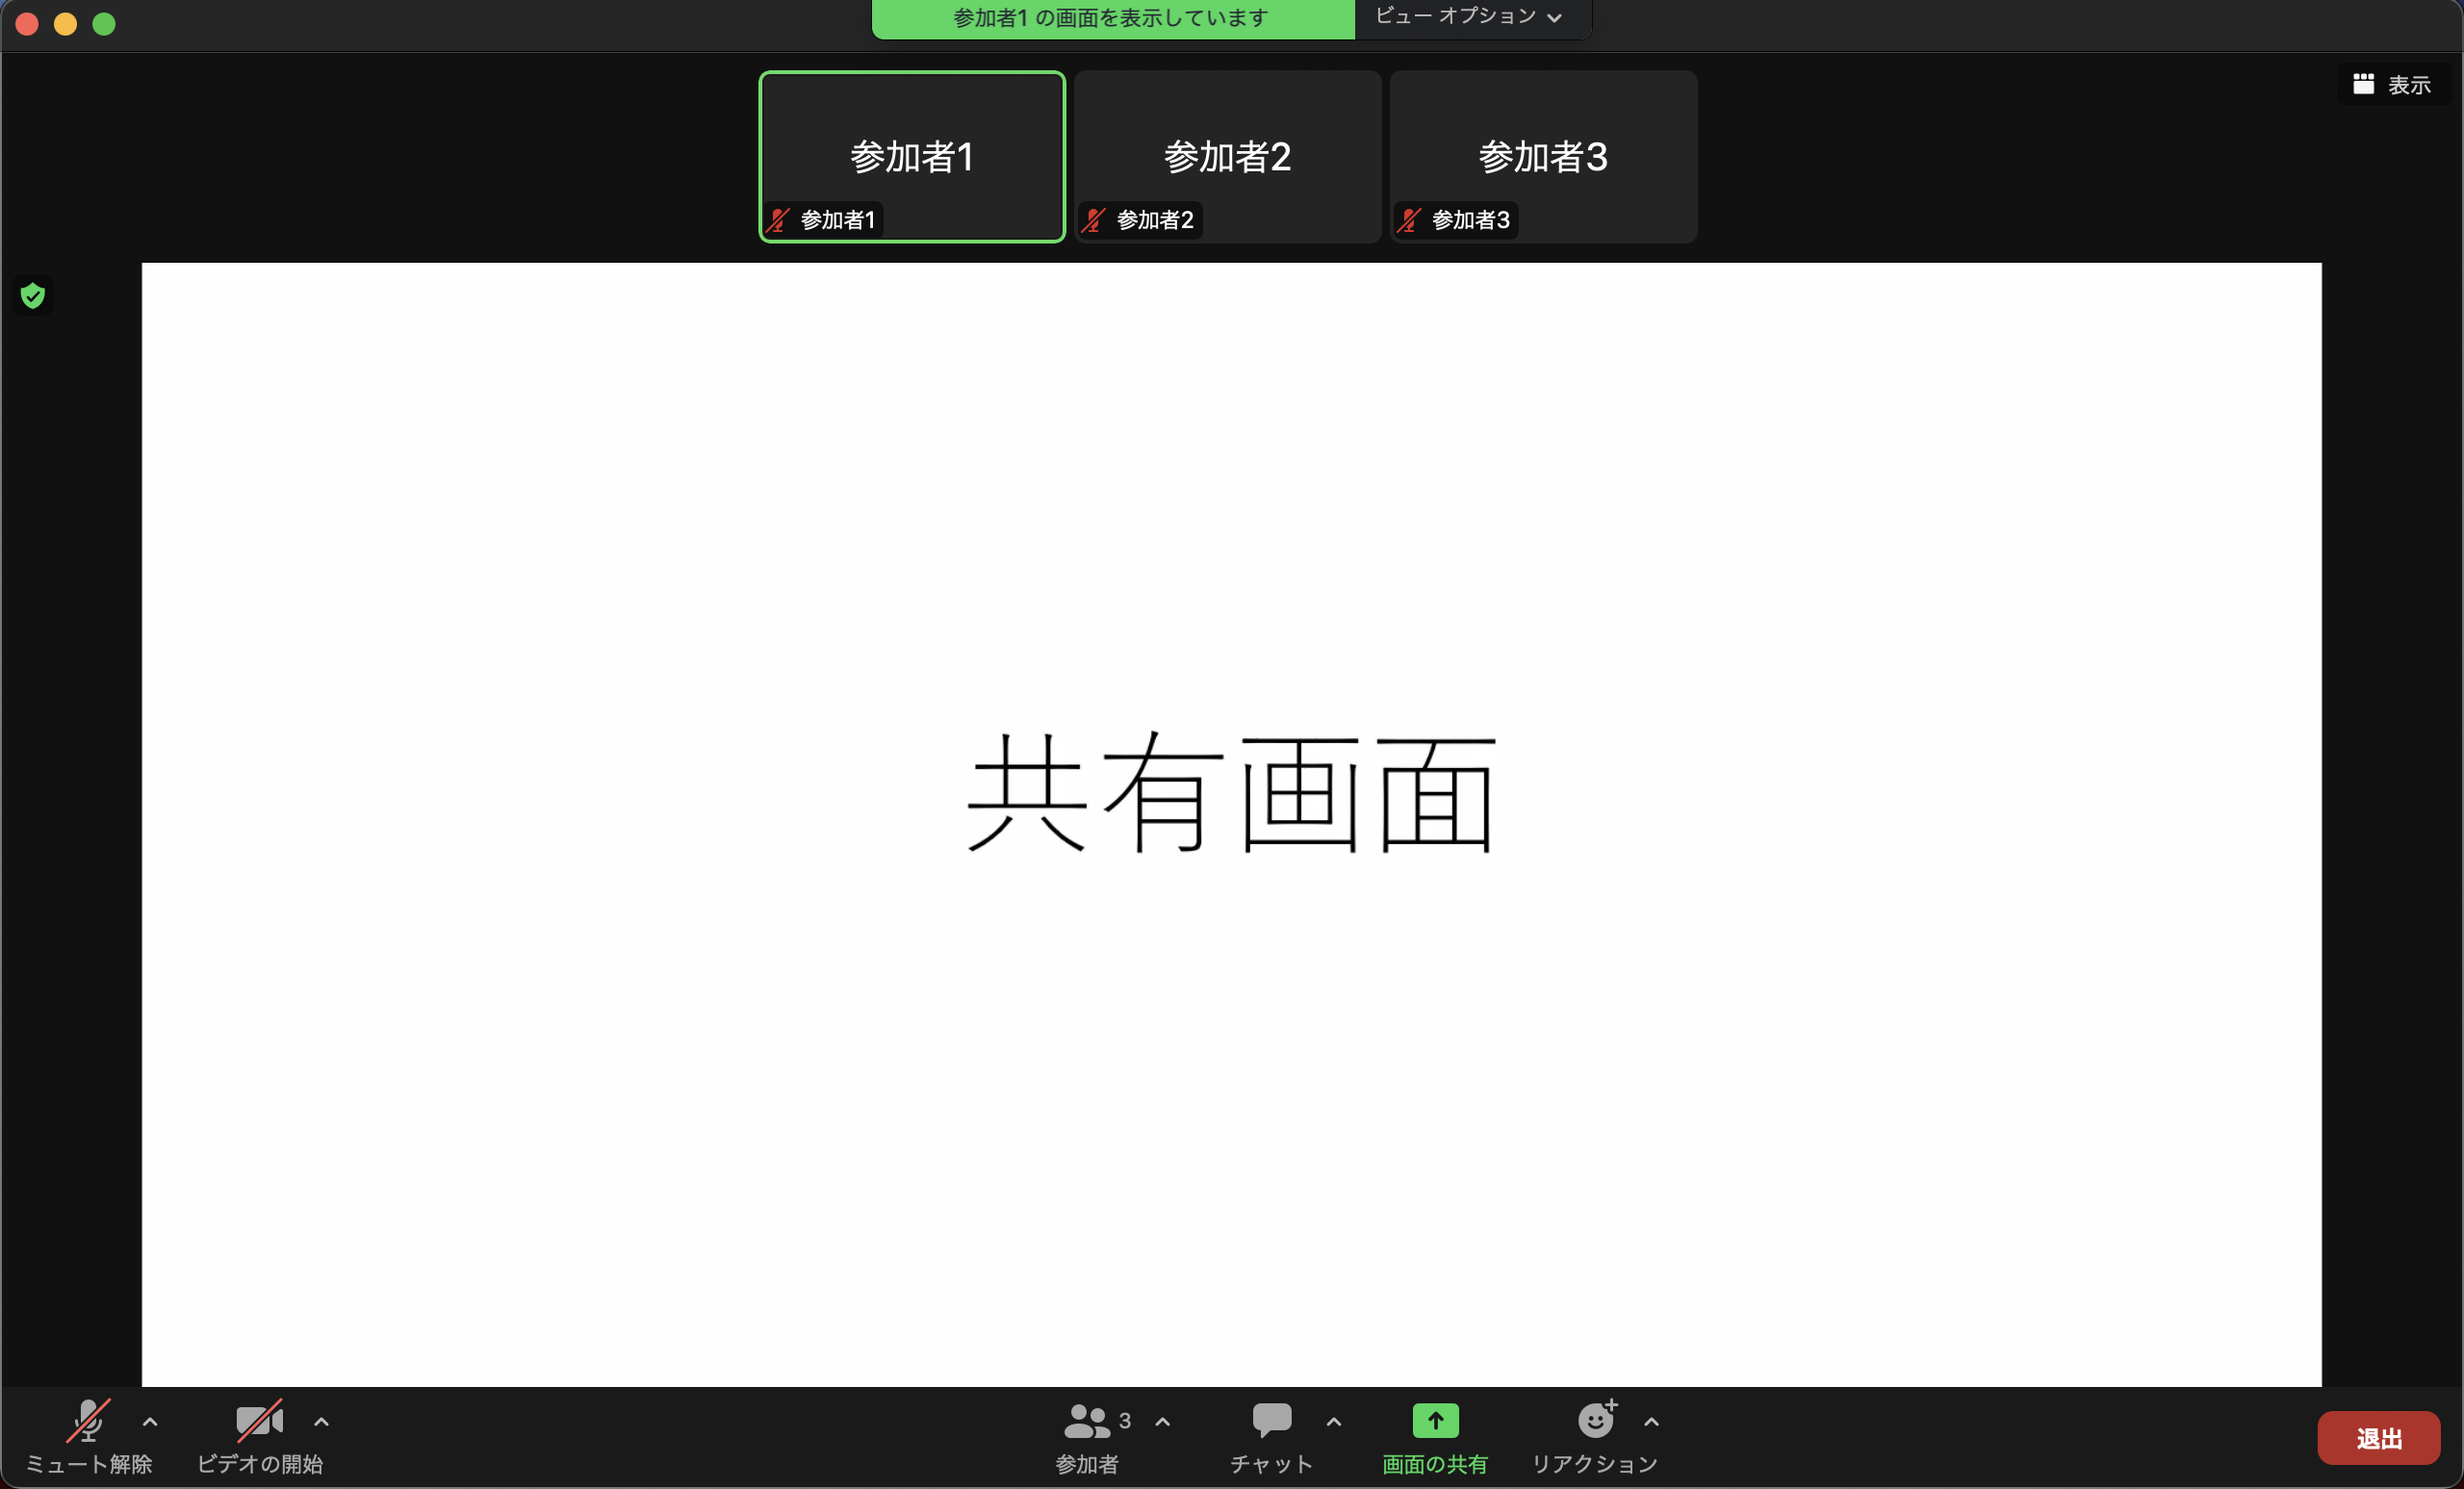 参加者1 の画面を表示しています
ビュー オプション
表示
参加者1
参加者2
参加者3
参加者1
参加者2
参加者3
共有画面
ミュート解除
ビデオの開始
3
参加者
チャット
画面の共有
リアクション
退出